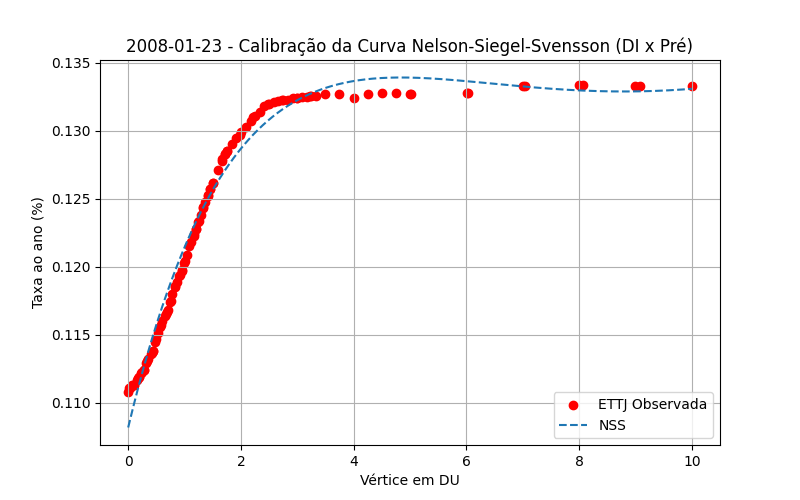 2008-01-23 - Calibração da Curva Nelson-Siegel-Svensson (DI x Pré)
Taxa ao ano (%)
0.135
0.130
0.125
0.120
0.115
0.110
0
2
4
6
8
10
Vértice em DU
ETTJ Observada
NSS